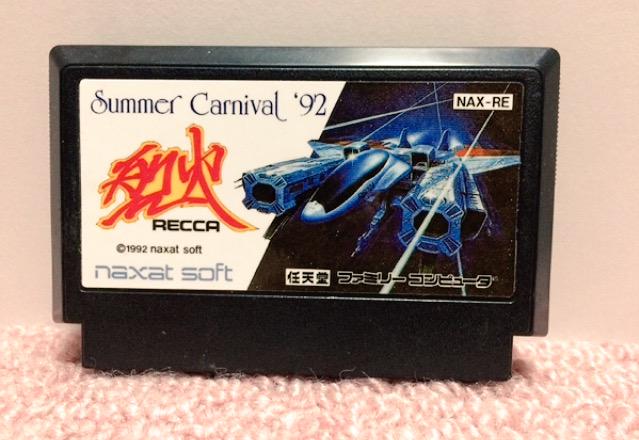 Summer Carnival '92
NAX-RE
烈火
RECCA
©1992 naxat soft
naxat soft
任天堂 ファミリーコンピュータ